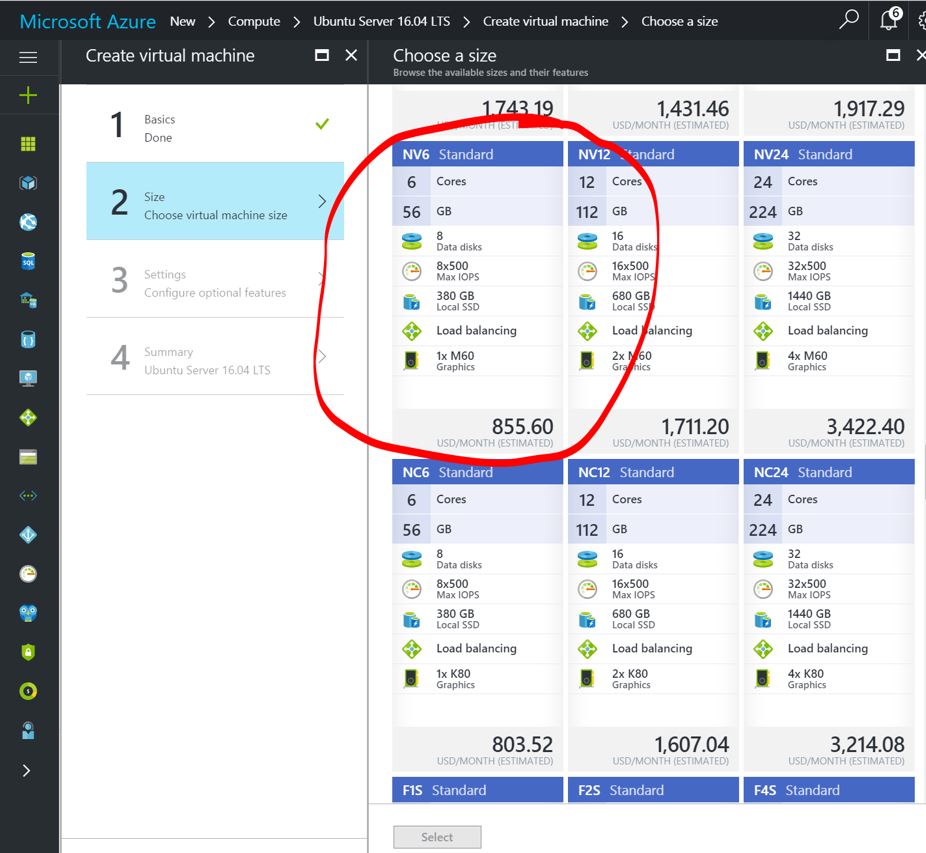 Microsoft Azure New > Compute > Ubuntu Server 16.04 LTS > Create virtual machine > Choose a size
6
Create virtual machine
1
Basics
Done
2
Size
Choose virtual machine size
3
Settings
Configure optional features
4
Summary
Ubuntu Server 16.04 LTS
Choose a size
Browse the available sizes and their features
1,743.19 1,431.46 1,917.29
USD/MONTH (ESTIMATED) USD/MONTH (ESTIMATED) USD/MONTH (ESTIMATED)
NV6 Standard NV12 Standard NV24 Standard
6 Cores 12 Cores 24 Cores
56 GB 112 GB 224 GB
8 16 32
Data disks Data disks Data disks
8x500 16x500 32x500
Max IOPS Max IOPS Max IOPS
380 GB 680 GB 1440 GB
Local SSD Local SSD Local SSD
Load balancing Load balancing Load balancing
1x M60 2x M60 4x M60
Graphics Graphics Graphics
855.60 1,711.20 3,422.40
USD/MONTH (ESTIMATED) USD/MONTH (ESTIMATED) USD/MONTH (ESTIMATED)
NC6 Standard NC12 Standard NC24 Standard
6 Cores 12 Cores 24 Cores
56 GB 112 GB 224 GB
8 16 32
Data disks Data disks Data disks
8x500 16x500 32x500
Max IOPS Max IOPS Max IOPS
380 GB 680 GB 1440 GB
Local SSD Local SSD Local SSD
Load balancing Load balancing Load balancing
1x K80 2x K80 4x K80
Graphics Graphics Graphics
803.52 1,607.04 3,214.08
USD/MONTH (ESTIMATED) USD/MONTH (ESTIMATED) USD/MONTH (ESTIMATED)
F1S Standard F2S Standard F4S Standard
Select
SQL